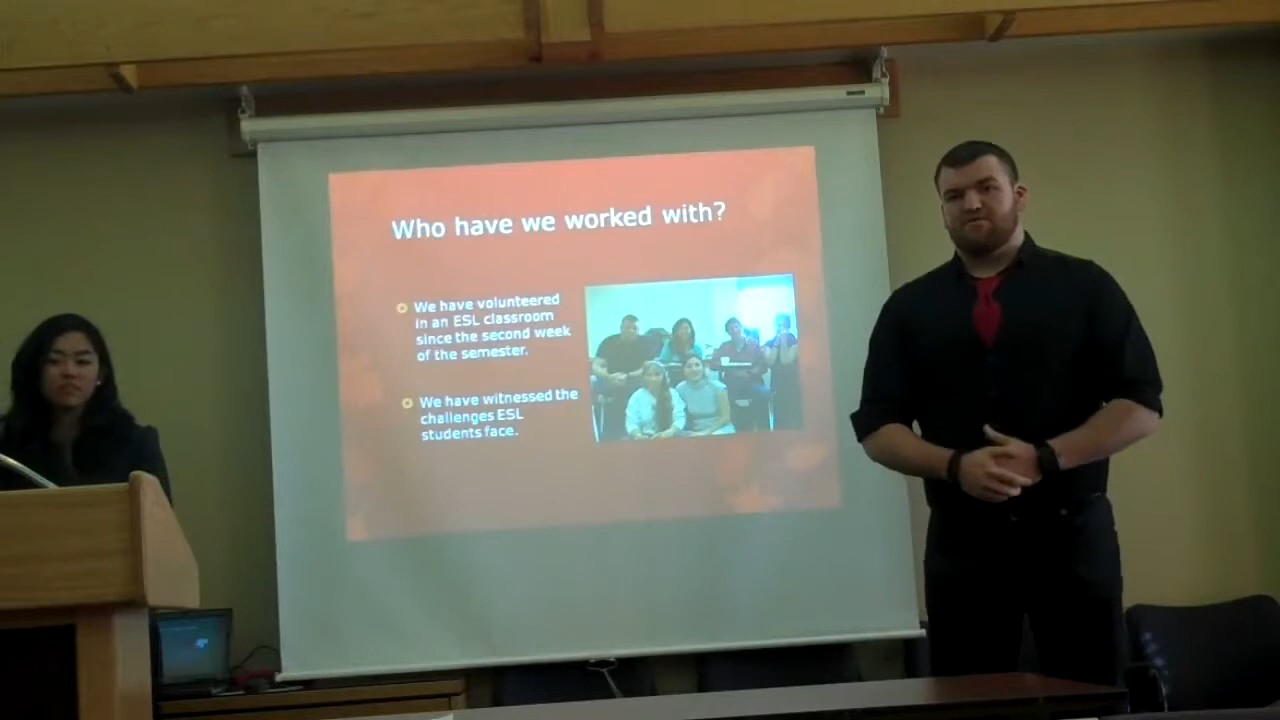 Who have we worked with?
We have volunteered
in an ESL classroom
since the second week
of the semester.
We have witnessed the
challenges ESL
students face.